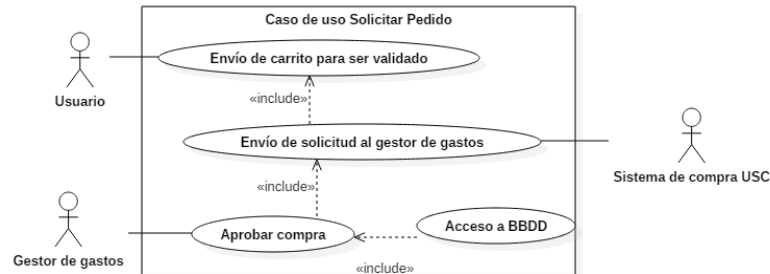 Caso de uso Solicitar Pedido
Envío de carrito para ser validado
Usuario
«include»
Envío de solicitud al gestor de gastos
Sistema de compra USC
«include»
Aprobar compra
Acceso a BBDD
Gestor de gastos
«include»